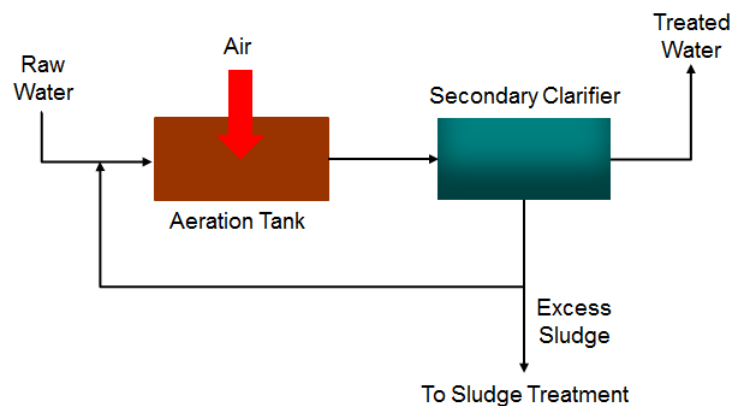 Raw
Water
Air
Aeration Tank
Secondary Clarifier
Treated
Water
Excess
Sludge
To Sludge Treatment